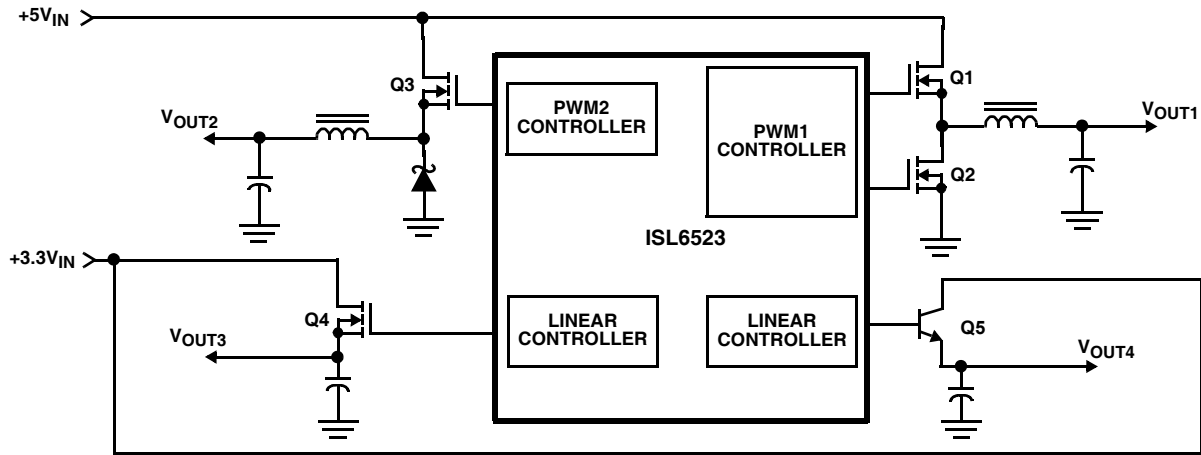 +5VIN
Q3
Q1
PWM2
CONTROLLER
VOUT2
PWM1
CONTROLLER
VOUT1
Q2
ISL6523
+3.3VIN
Q4
LINEAR
CONTROLLER
LINEAR
CONTROLLER
Q5
VOUT3
VOUT4